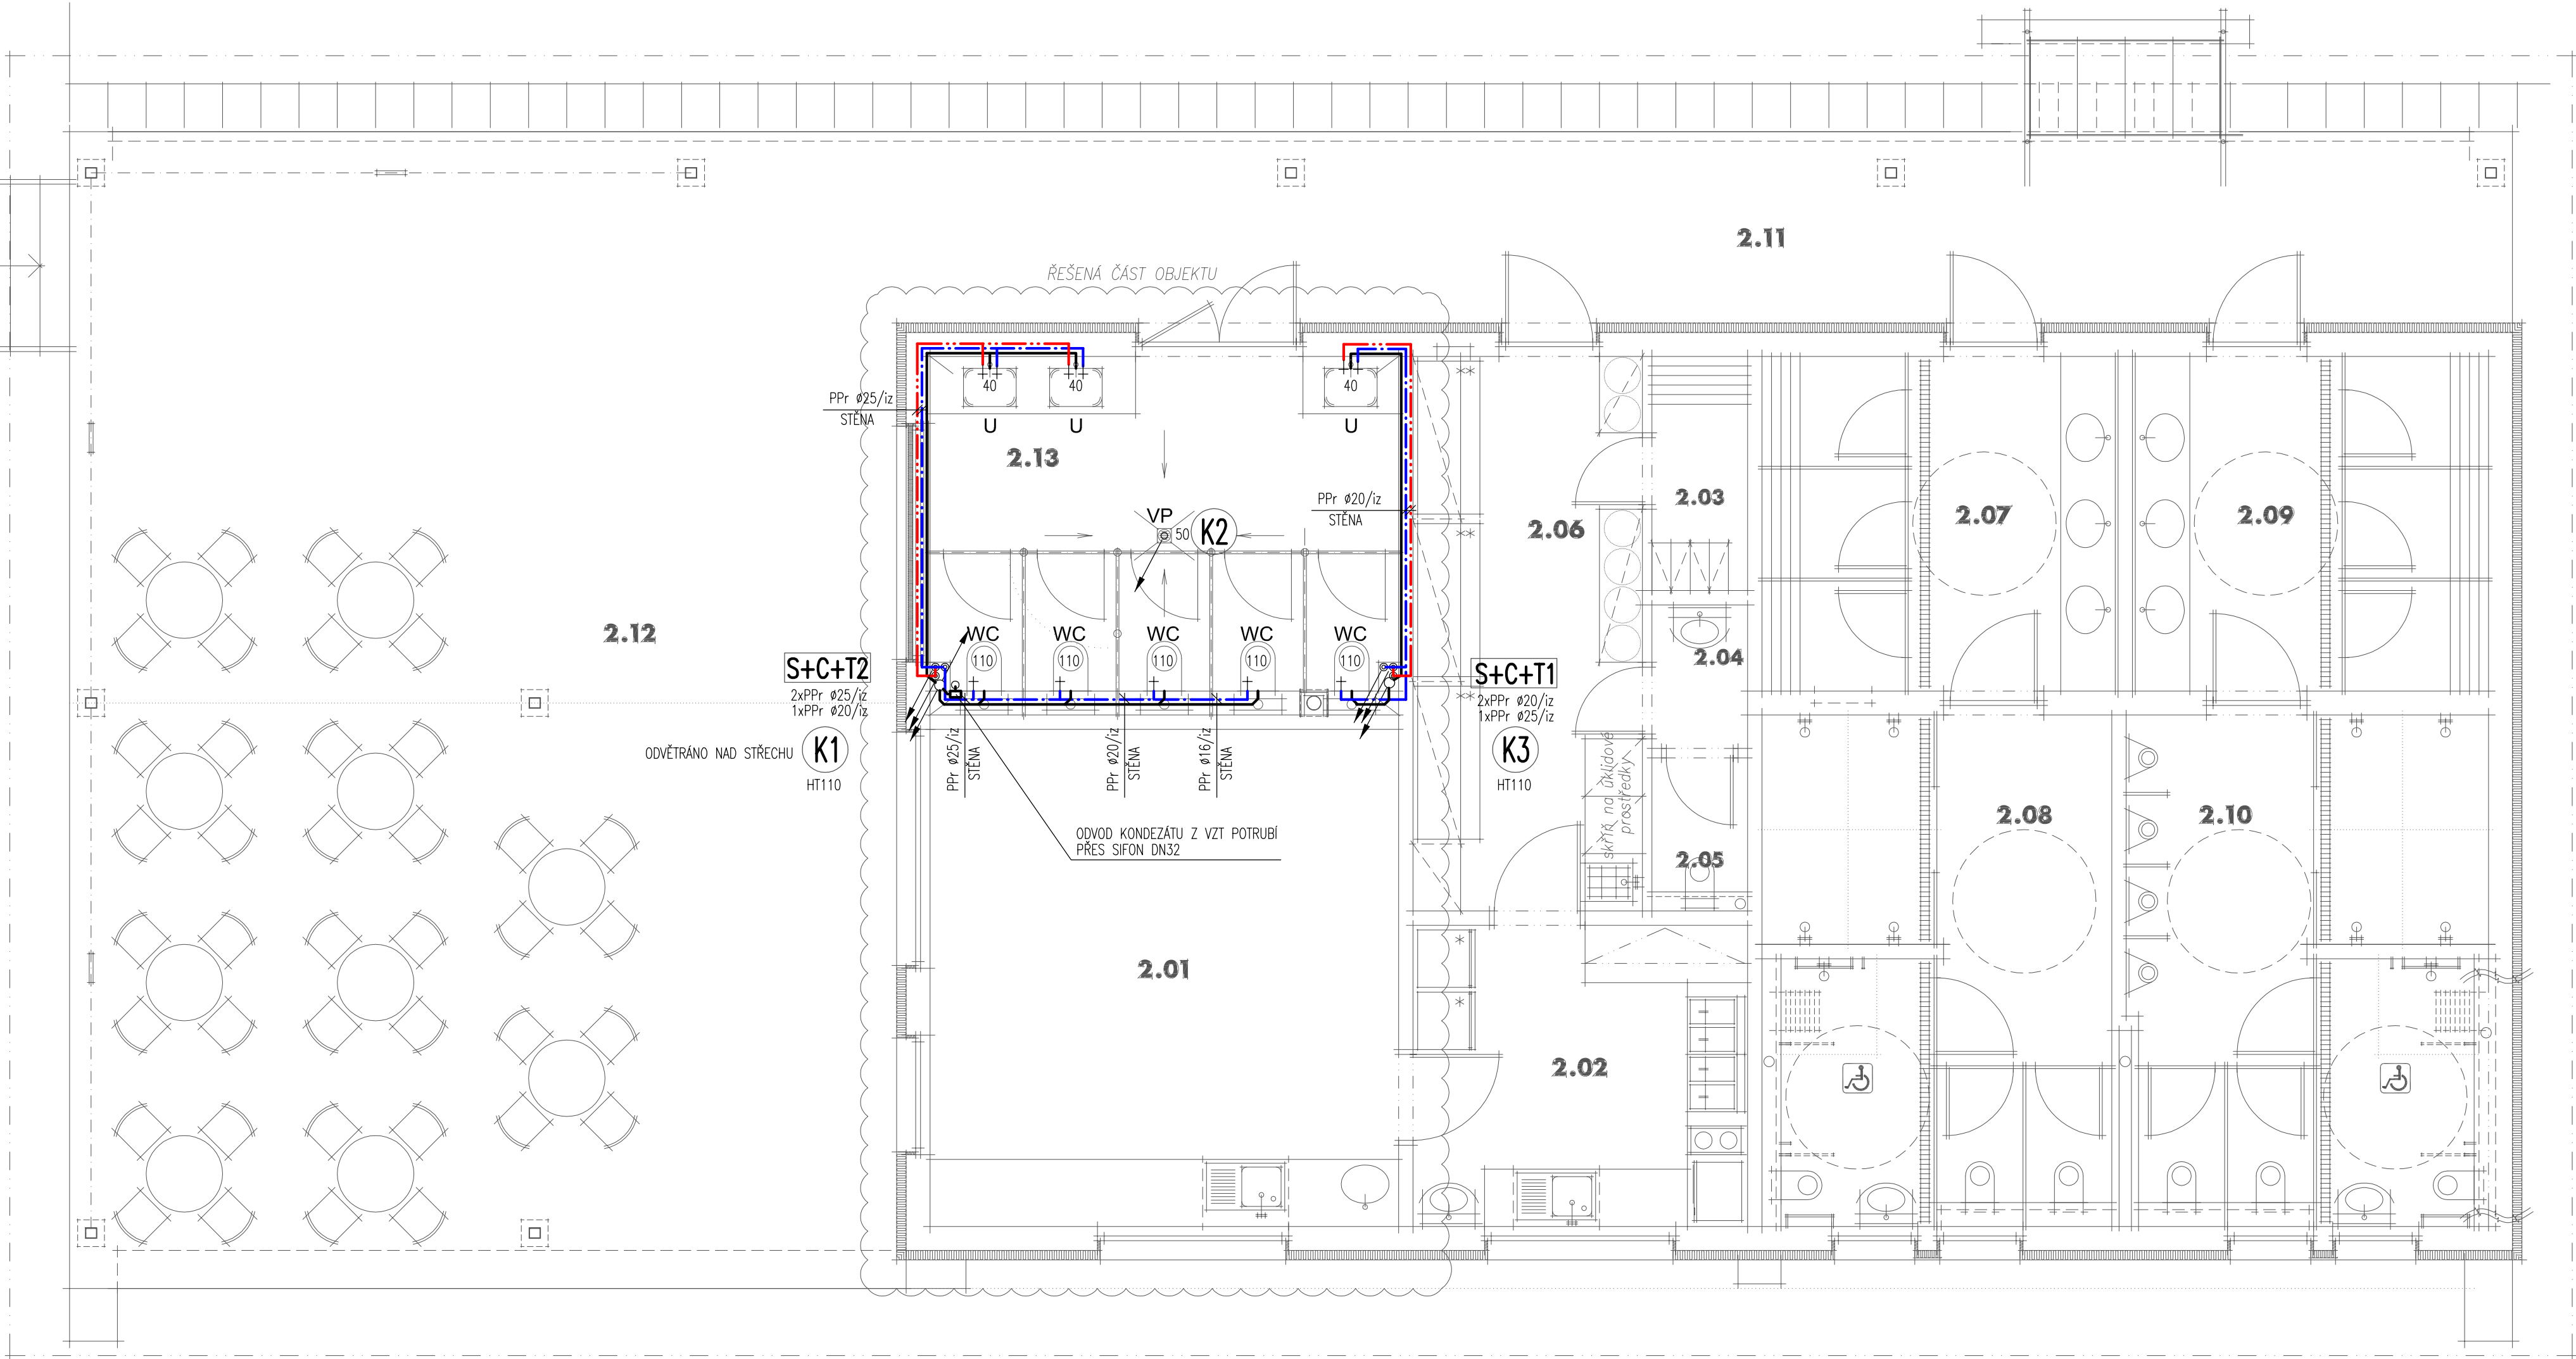 2.11
ŘEŠENÁ ČÁST OBJEKTU
40
40
40
PPr ø25/iz
STĚNA
U
U
U
2.13
PPr ø20/iz
STĚNA
2.03
VP
50
K2
2.06
2.07
2.09
2.12
WC
WC
WC
WC
WC
110
110
110
110
110
2.04
S+C+T2
2xPPr ø25/iz
1xPPr ø20/iz
S+C+T1
2xPPr ø20/iz
1xPPr ø25/iz
ODVĚTRÁNO NAD STŘECHU
K1
HT110
K3
HT110
PPr ø25/iz
STĚNA
PPr ø20/iz
STĚNA
PPr ø16/iz
STĚNA
skříň na úklidové
prostředky
2.08
2.10
ODVOD KONDEZÁTU Z VZT POTRUBÍ
PŘES SIFON DN32
2.05
2.01
2.02